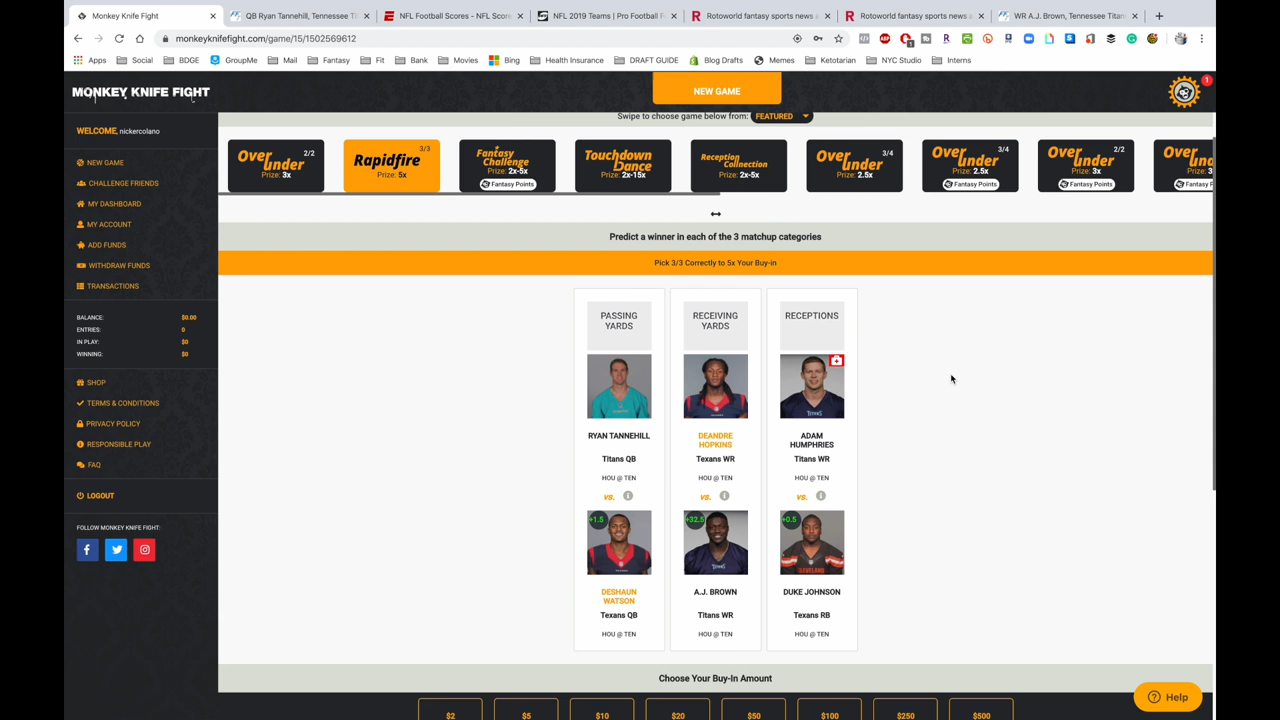 Monkey Knife Fight
QB Ryan Tannehill, Tennessee Ti
NFL Football Scores - NFL Score
NFL 2019 Teams | Pro Football F
Rotoworld fantasy sports news a
Rotoworld fantasy sports news a
WR A.J. Brown, Tennessee Titan
monkeyknifefight.com/game/15/1502569612
Apps
Social
BDGE
GroupMe
Mail
Fantasy
Fit
Bank
Movies
Bing
Health Insurance
DRAFT GUIDE
Blog Drafts
Memes
Ketotarian
NYC Studio
Interns
MONKEY KNIFE FIGHT
NEW GAME
1
WELCOME, nickercolano
NEW GAME
CHALLENGE FRIENDS
MY DASHBOARD
MY ACCOUNT
ADD FUNDS
WITHDRAW FUNDS
TRANSACTIONS
BALANCE: $0.00
ENTRIES: 0
IN PLAY: $0
WINNING: $0
SHOP
TERMS & CONDITIONS
PRIVACY POLICY
RESPONSIBLE PLAY
FAQ
LOGOUT
FOLLOW MONKEY KNIFE FIGHT:
Swipe to choose game below from: FEATURED
Over Under 2/2
Prize: 3x
Rapidfire 3/3
Prize: 5x
Fantasy Challenge
Prize: 2x-5x
Fantasy Points
Touchdown Dance
Prize: 2x-15x
Reception Connection
Prize: 2x-5x
Over Under 3/4
Prize: 2.5x
Over Under 3/4
Prize: 2.5x
Fantasy Points
Over Under 2/2
Prize: 3x
Fantasy Points
Over Under
Prize: 3
Fantasy P
Predict a winner in each of the 3 matchup categories
Pick 3/3 Correctly to 5x Your Buy-in
PASSING YARDS
RYAN TANNEHILL
Titans QB
HOU @ TEN
vs.
+1.5
DESHAUN WATSON
Texans QB
HOU @ TEN
RECEIVING YARDS
DEANDRE HOPKINS
Texans WR
HOU @ TEN
vs.
+32.5
A.J. BROWN
Titans WR
HOU @ TEN
RECEPTIONS
ADAM HUMPHRIES
Titans WR
HOU @ TEN
vs.
+0.5
DUKE JOHNSON
Texans RB
HOU @ TEN
Choose Your Buy-In Amount
$2
$5
$10
$20
$50
$100
$250
$500
Help